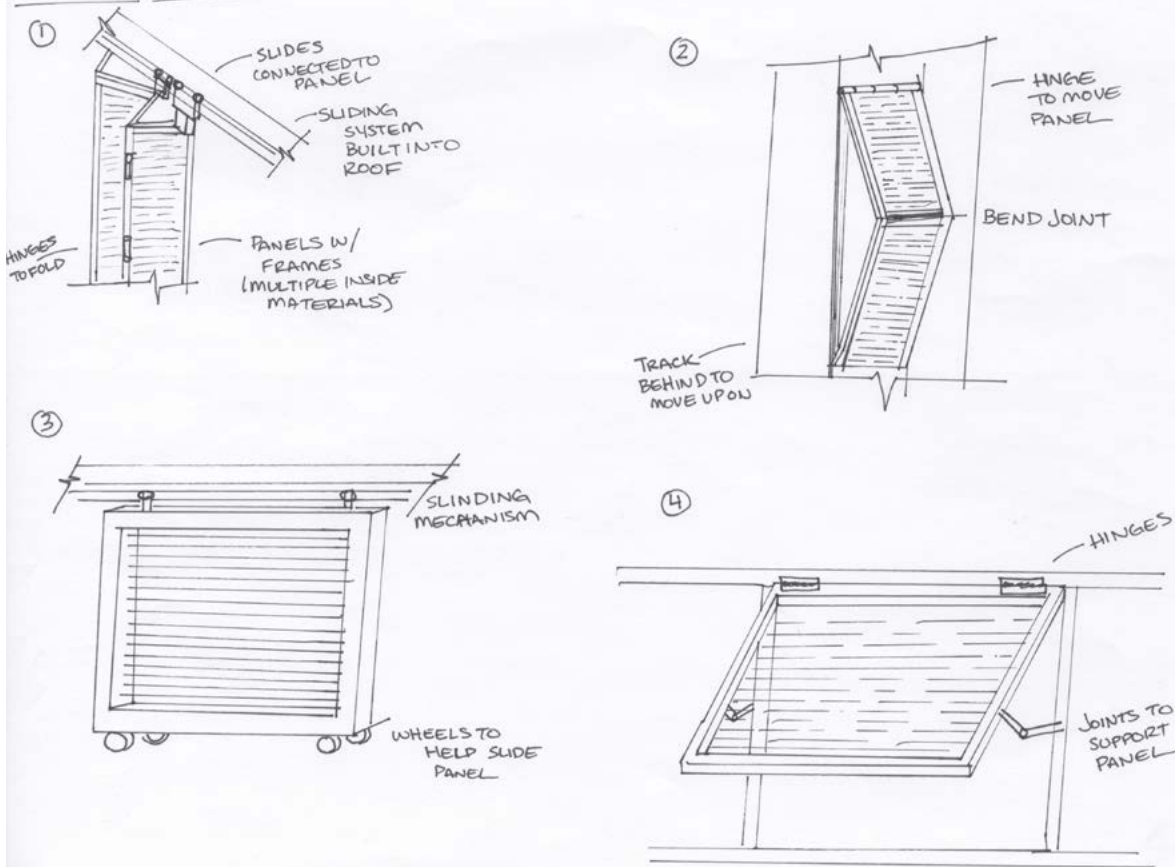 ①
SLIDES
CONNECTED TO
PANEL
SLIDING
SYSTEM
BUILT INTO
ROOF
HINGES
TO FOLD
PANELS W/
FRAMES
(MULTIPLE INSIDE
MATERIALS)
②
HINGE
TO MOVE
PANEL
BEND JOINT
TRACK
BEHIND TO
MOVE UPON
③
SLINDING
MECHANISM
WHEELS TO
HELP SLIDE
PANEL
④
HINGES
JOINTS TO
SUPPORT
PANEL